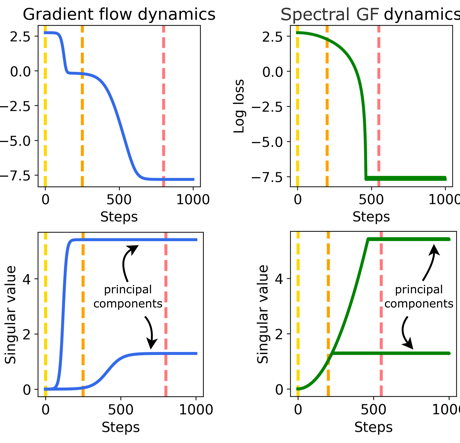 Gradient flow dynamics
Spectral GF dynamics
2.5
0.0
−2.5
−5.0
−7.5
0
500
1000
Steps
Log loss
2.5
0.0
−2.5
−5.0
−7.5
0
500
1000
Steps
Singular value
4
2
0
principal
components
0
500
1000
Steps
Singular value
4
2
0
principal
components
0
500
1000
Steps